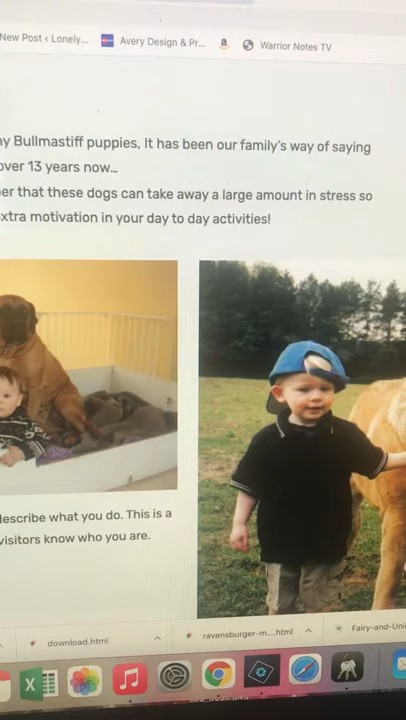 New Post ‹ Lonely... Avery Design & Pr... a Warrior Notes TV
y Bullmastiff puppies, It has been our family's way of saying
over 13 years now...
er that these dogs can take away a large amount in stress so
xtra motivation in your day to day activities!
describe what you do. This is a
visitors know who you are.
download.html ravensburger-m....html Fairy-and-Uni
X